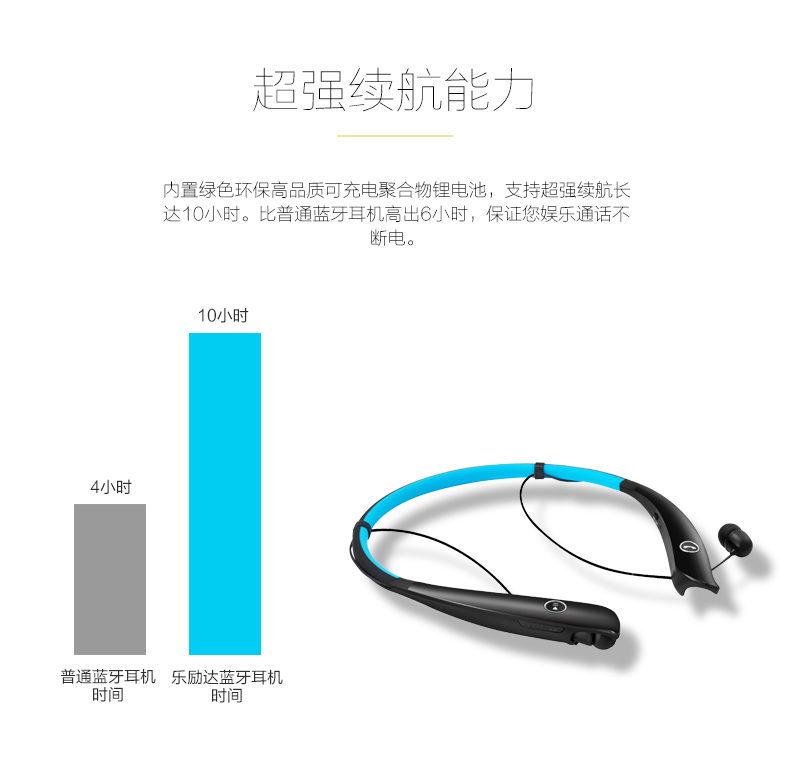 超强续航能力
内置绿色环保高品质可充电聚合物锂电池，支持超强续航长
达10小时。比普通蓝牙耳机高出6小时，保证您娱乐通话不
断电。
10小时
4小时
普通蓝牙耳机
时间
乐励达蓝牙耳机
时间